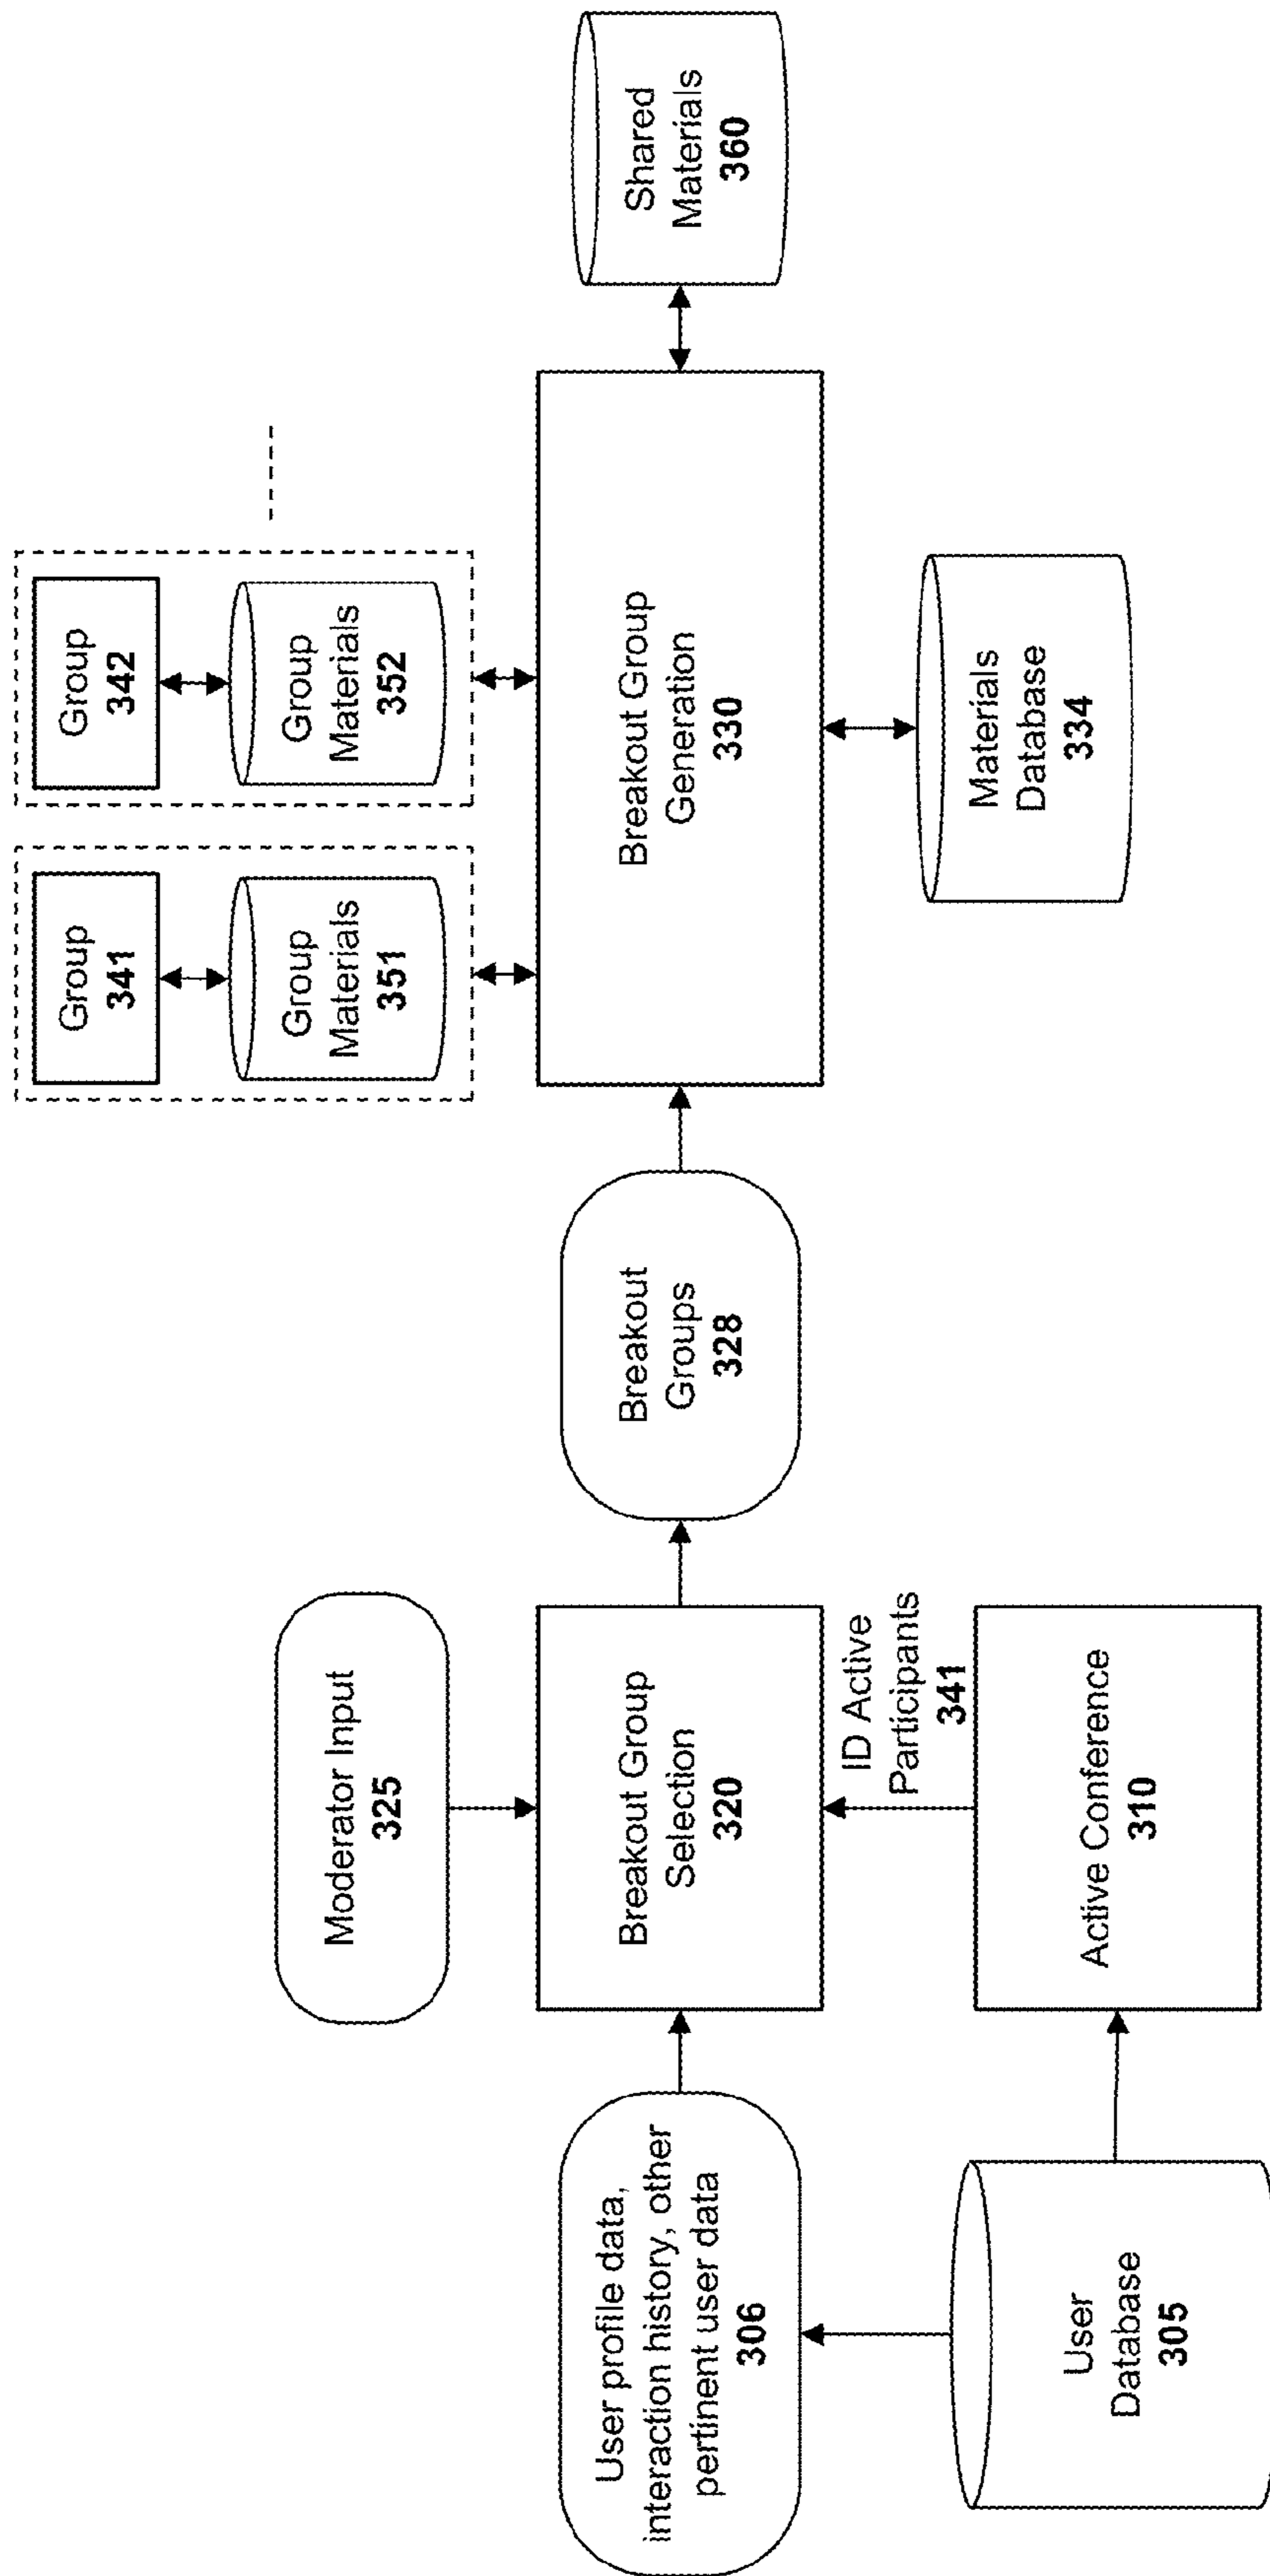 Group
341
Group
Materials
351
Group
342
Group
Materials
352
Moderator Input
325
User profile data,
interaction history, other
pertinent user data
306
Breakout Group
Selection
320
Breakout
Groups
328
Breakout Group
Generation
330
Shared
Materials
360
ID Active
Participants
341
User
Database
305
Active Conference
310
Materials
Database
334